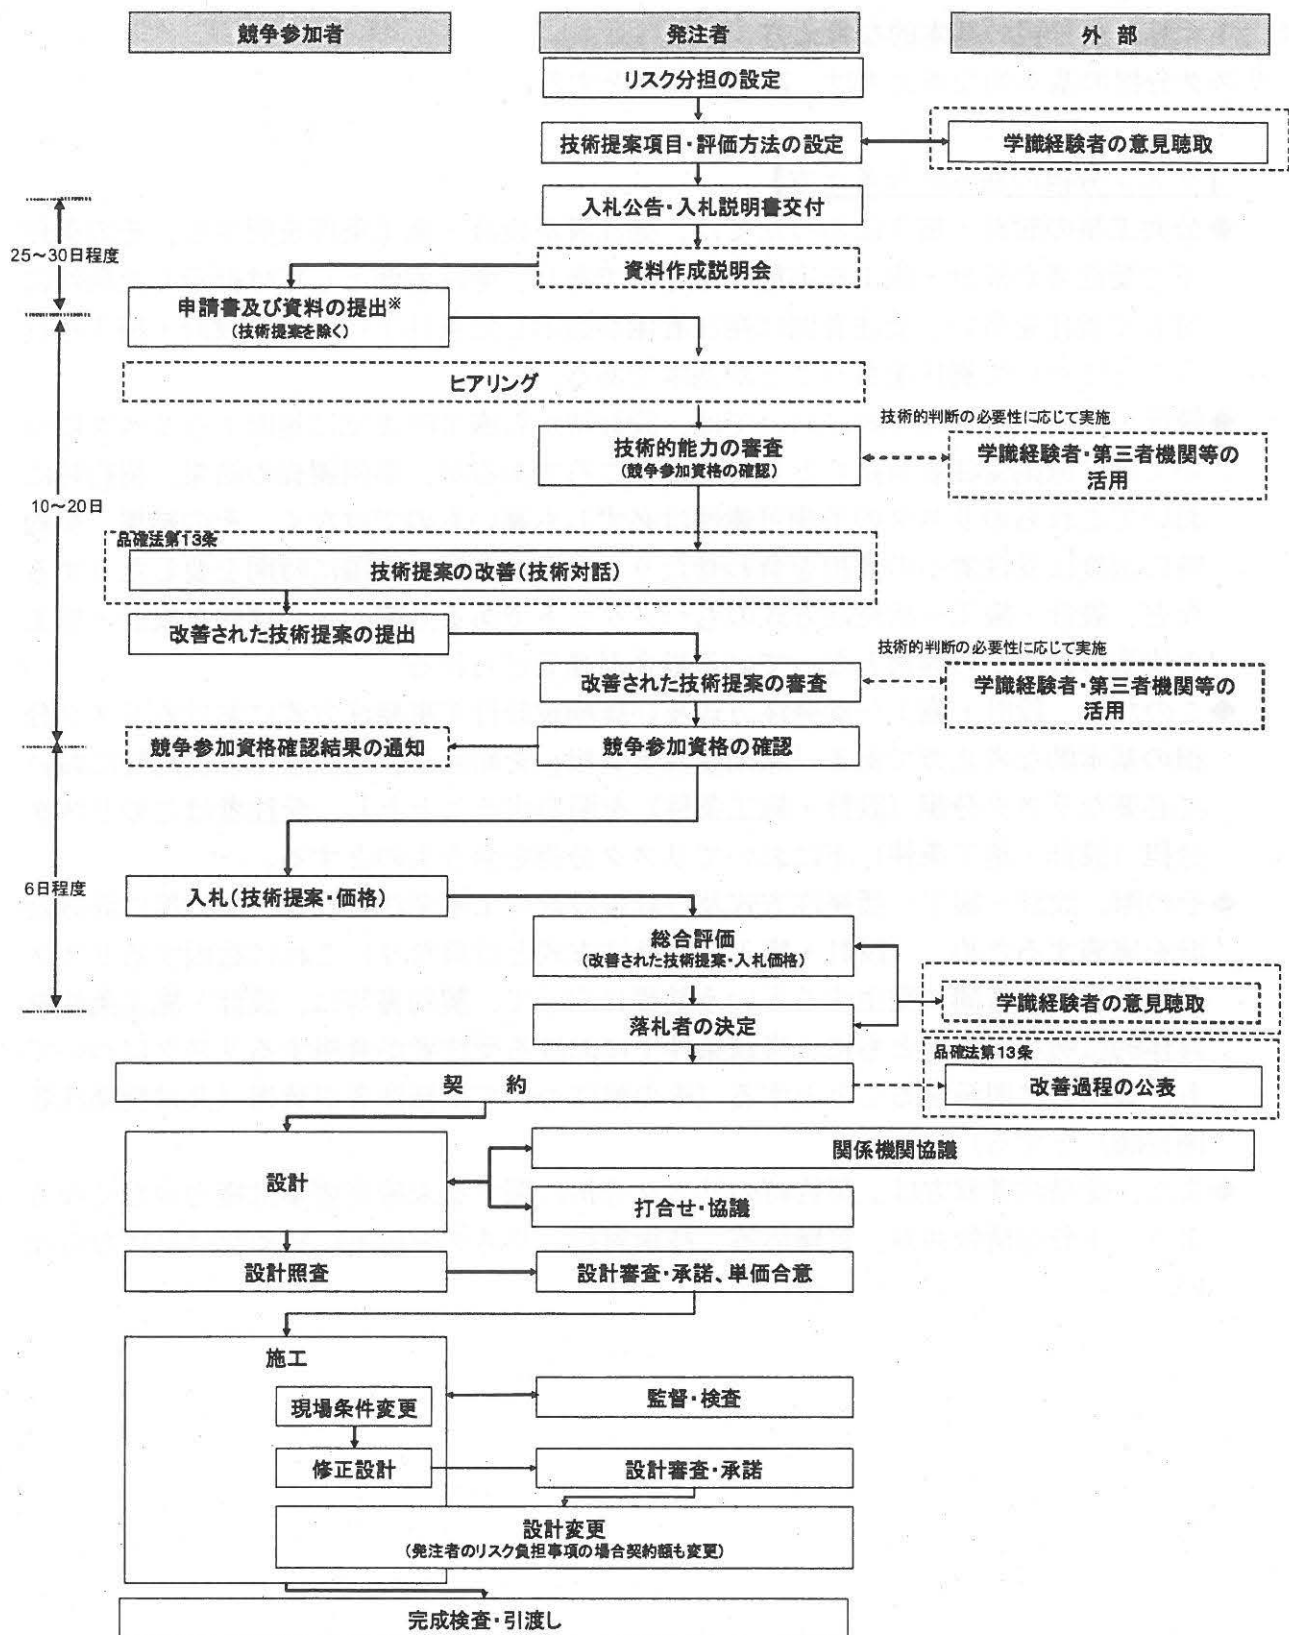 競争参加者
発注者
外 部
リスク分担の設定
技術提案項目・評価方法の設定
学識経験者の意見聴取
入札公告・入札説明書交付
25～30日程度
資料作成説明会
申請書及び資料の提出※
(技術提案を除く)
ヒアリング
技術的判断の必要性に応じて実施
技術的能力の審査
(競争参加資格の確認)
学識経験者・第三者機関等の
活用
10～20日
品確法第13条
技術提案の改善(技術対話)
改善された技術提案の提出
技術的判断の必要性に応じて実施
改善された技術提案の審査
学識経験者・第三者機関等の
活用
競争参加資格確認結果の通知
競争参加資格の確認
6日程度
入札(技術提案・価格)
総合評価
(改善された技術提案・入札価格)
学識経験者の意見聴取
落札者の決定
品確法第13条
契 約
改善過程の公表
設計
関係機関協議
打合せ・協議
設計照査
設計審査・承諾、単価合意
施工
現場条件変更
監督・検査
修正設計
設計審査・承諾
設計変更
(発注者のリスク負担事項の場合契約額も変更)
完成検査・引渡し